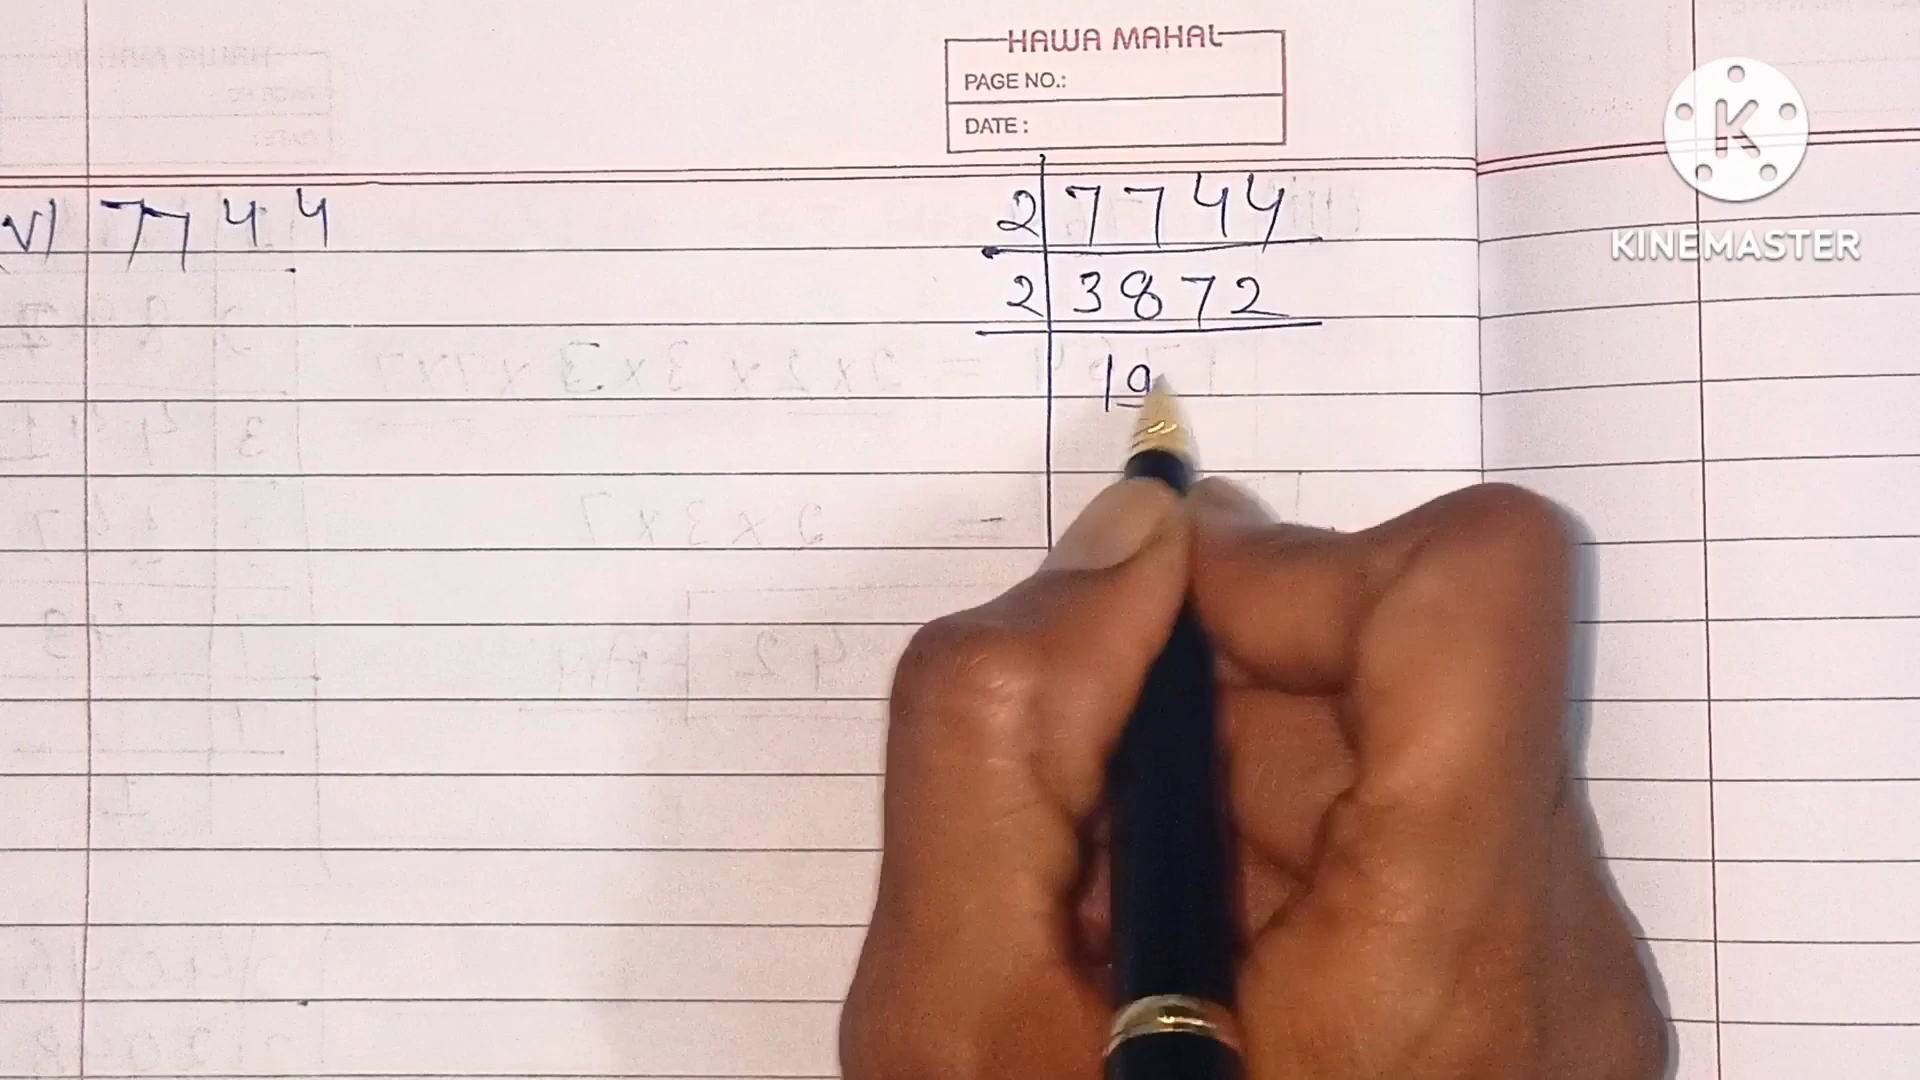 HAWA MAHAL
PAGE NO.:
DATE:
K
KINEMASTER
(V) 7744
2 7744
2 3872
19